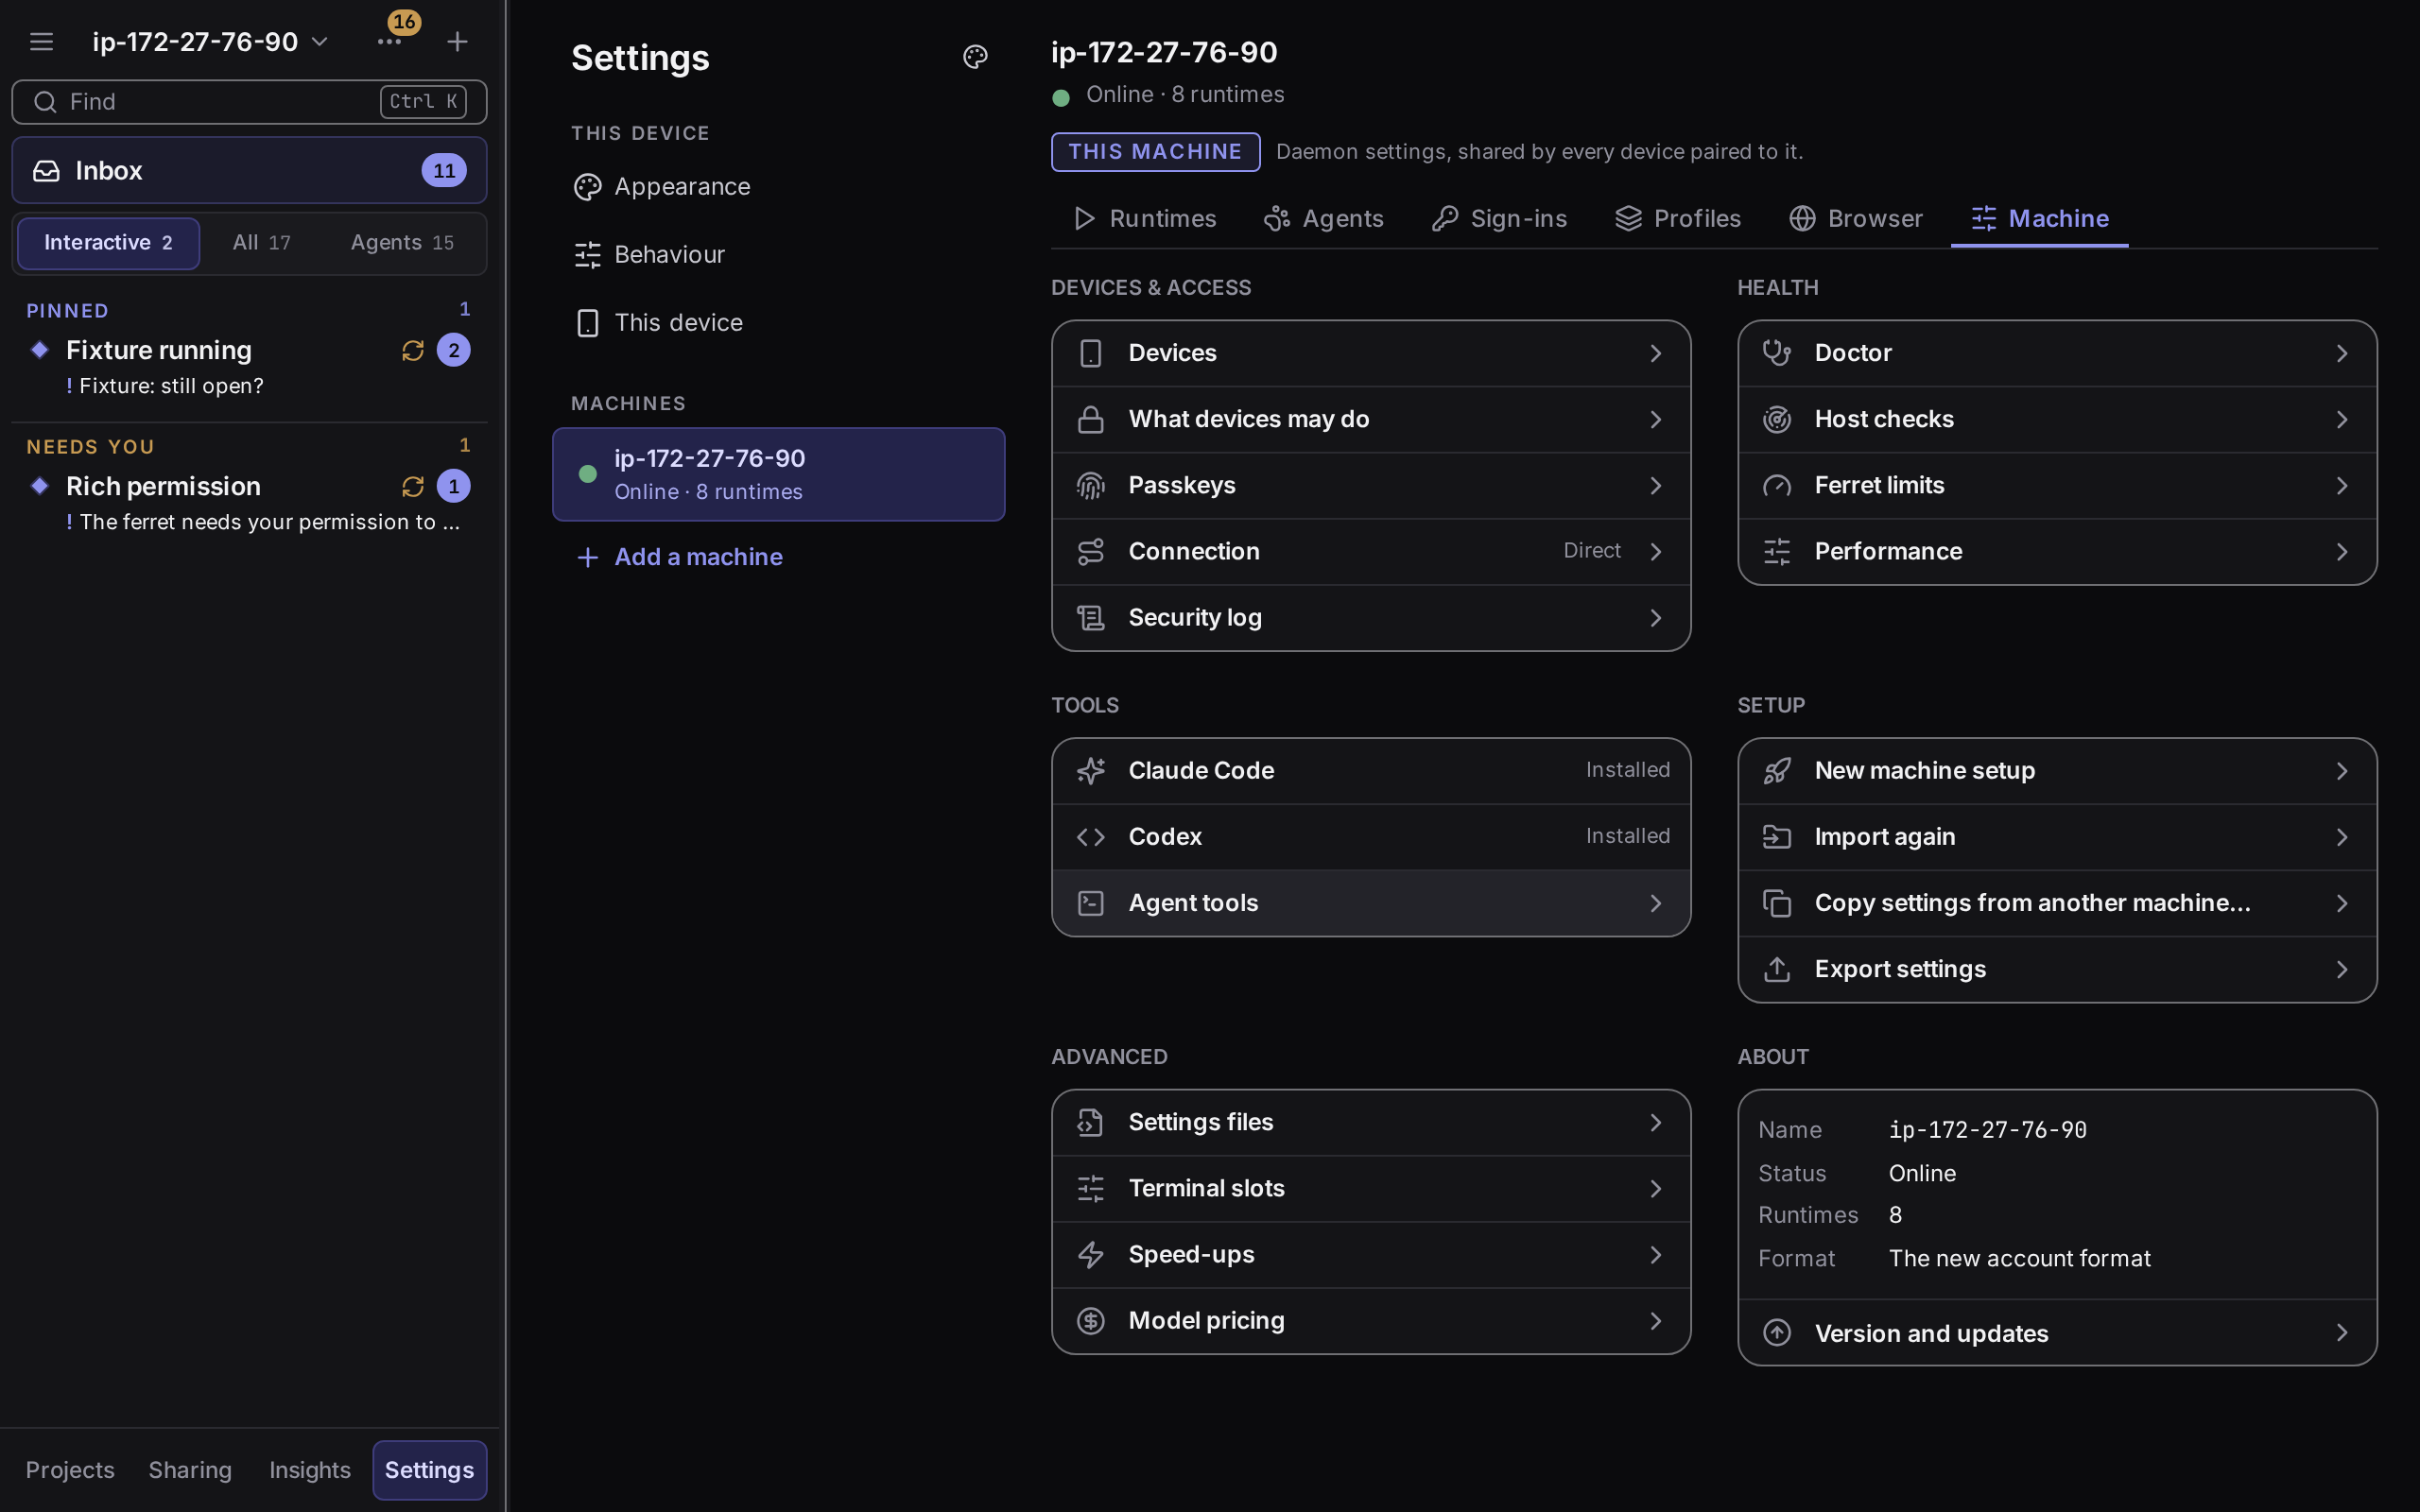 ip-172-27-76-90
16
Find
Ctrl K
Inbox
11
Interactive 2
All 17
Agents 15
PINNED
1
Fixture running
2
! Fixture: still open?
NEEDS YOU
1
Rich permission
1
! The ferret needs your permission to ...
Projects
Sharing
Insights
Settings
Settings
THIS DEVICE
Appearance
Behaviour
This device
MACHINES
ip-172-27-76-90
Online · 8 runtimes
Add a machine
ip-172-27-76-90
Online · 8 runtimes
THIS MACHINE
Daemon settings, shared by every device paired to it.
Runtimes
Agents
Sign-ins
Profiles
Browser
Machine
DEVICES & ACCESS
Devices
What devices may do
Passkeys
Connection
Direct
Security log
HEALTH
Doctor
Host checks
Ferret limits
Performance
TOOLS
Claude Code
Installed
Codex
Installed
Agent tools
SETUP
New machine setup
Import again
Copy settings from another machine...
Export settings
ADVANCED
Settings files
Terminal slots
Speed-ups
Model pricing
ABOUT
Name ip-172-27-76-90
Status Online
Runtimes 8
Format The new account format
Version and updates